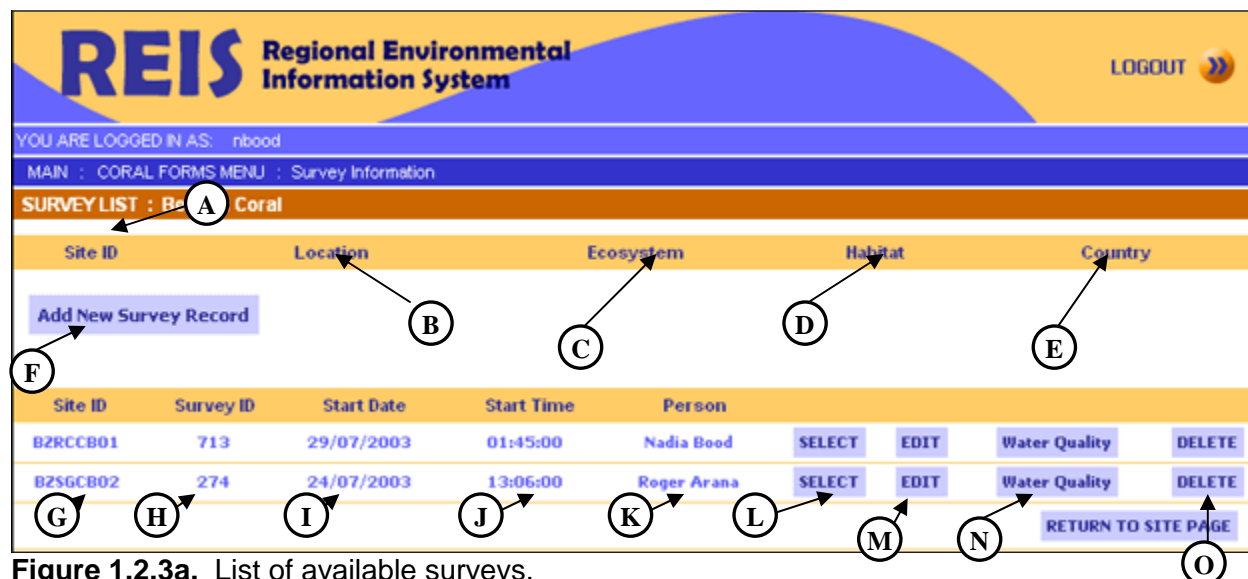 REIS Regional Environmental
Information System
LOGOUT
YOU ARE LOGGED IN AS: nbood
MAIN : CORAL FORMS MENU : Survey Information
SURVEY LIST : A Coral
Site ID Location Ecosystem Habitat Country
Add New Survey Record
B D
C E
F
Site ID Survey ID Start Date Start Time Person
BZRCCB01 713 29/07/2003 01:45:00 Nadia Bood SELECT EDIT Water Quality DELETE
BZSGCB02 274 24/07/2003 13:06:00 Roger Arana SELECT EDIT Water Quality DELETE
G H I J K L M N RETURN TO SITE PAGE
O
Figure 1.2.3a. List of available surveys.